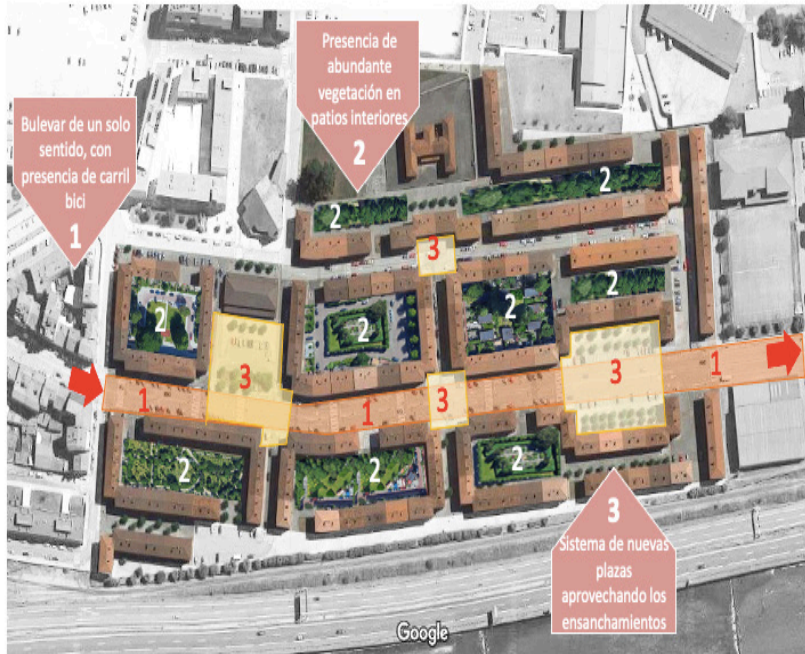 Presencia de
abundante
vegetación en
patios interiores
2
Bulevar de un solo
sentido, con
presencia de carril
bici
1
2
2
3
2
2
2
2
3
3
1
1
3
1
2
2
2
3
Sistema de nuevas
plazas
aprovechando los
ensanchamientos
Google